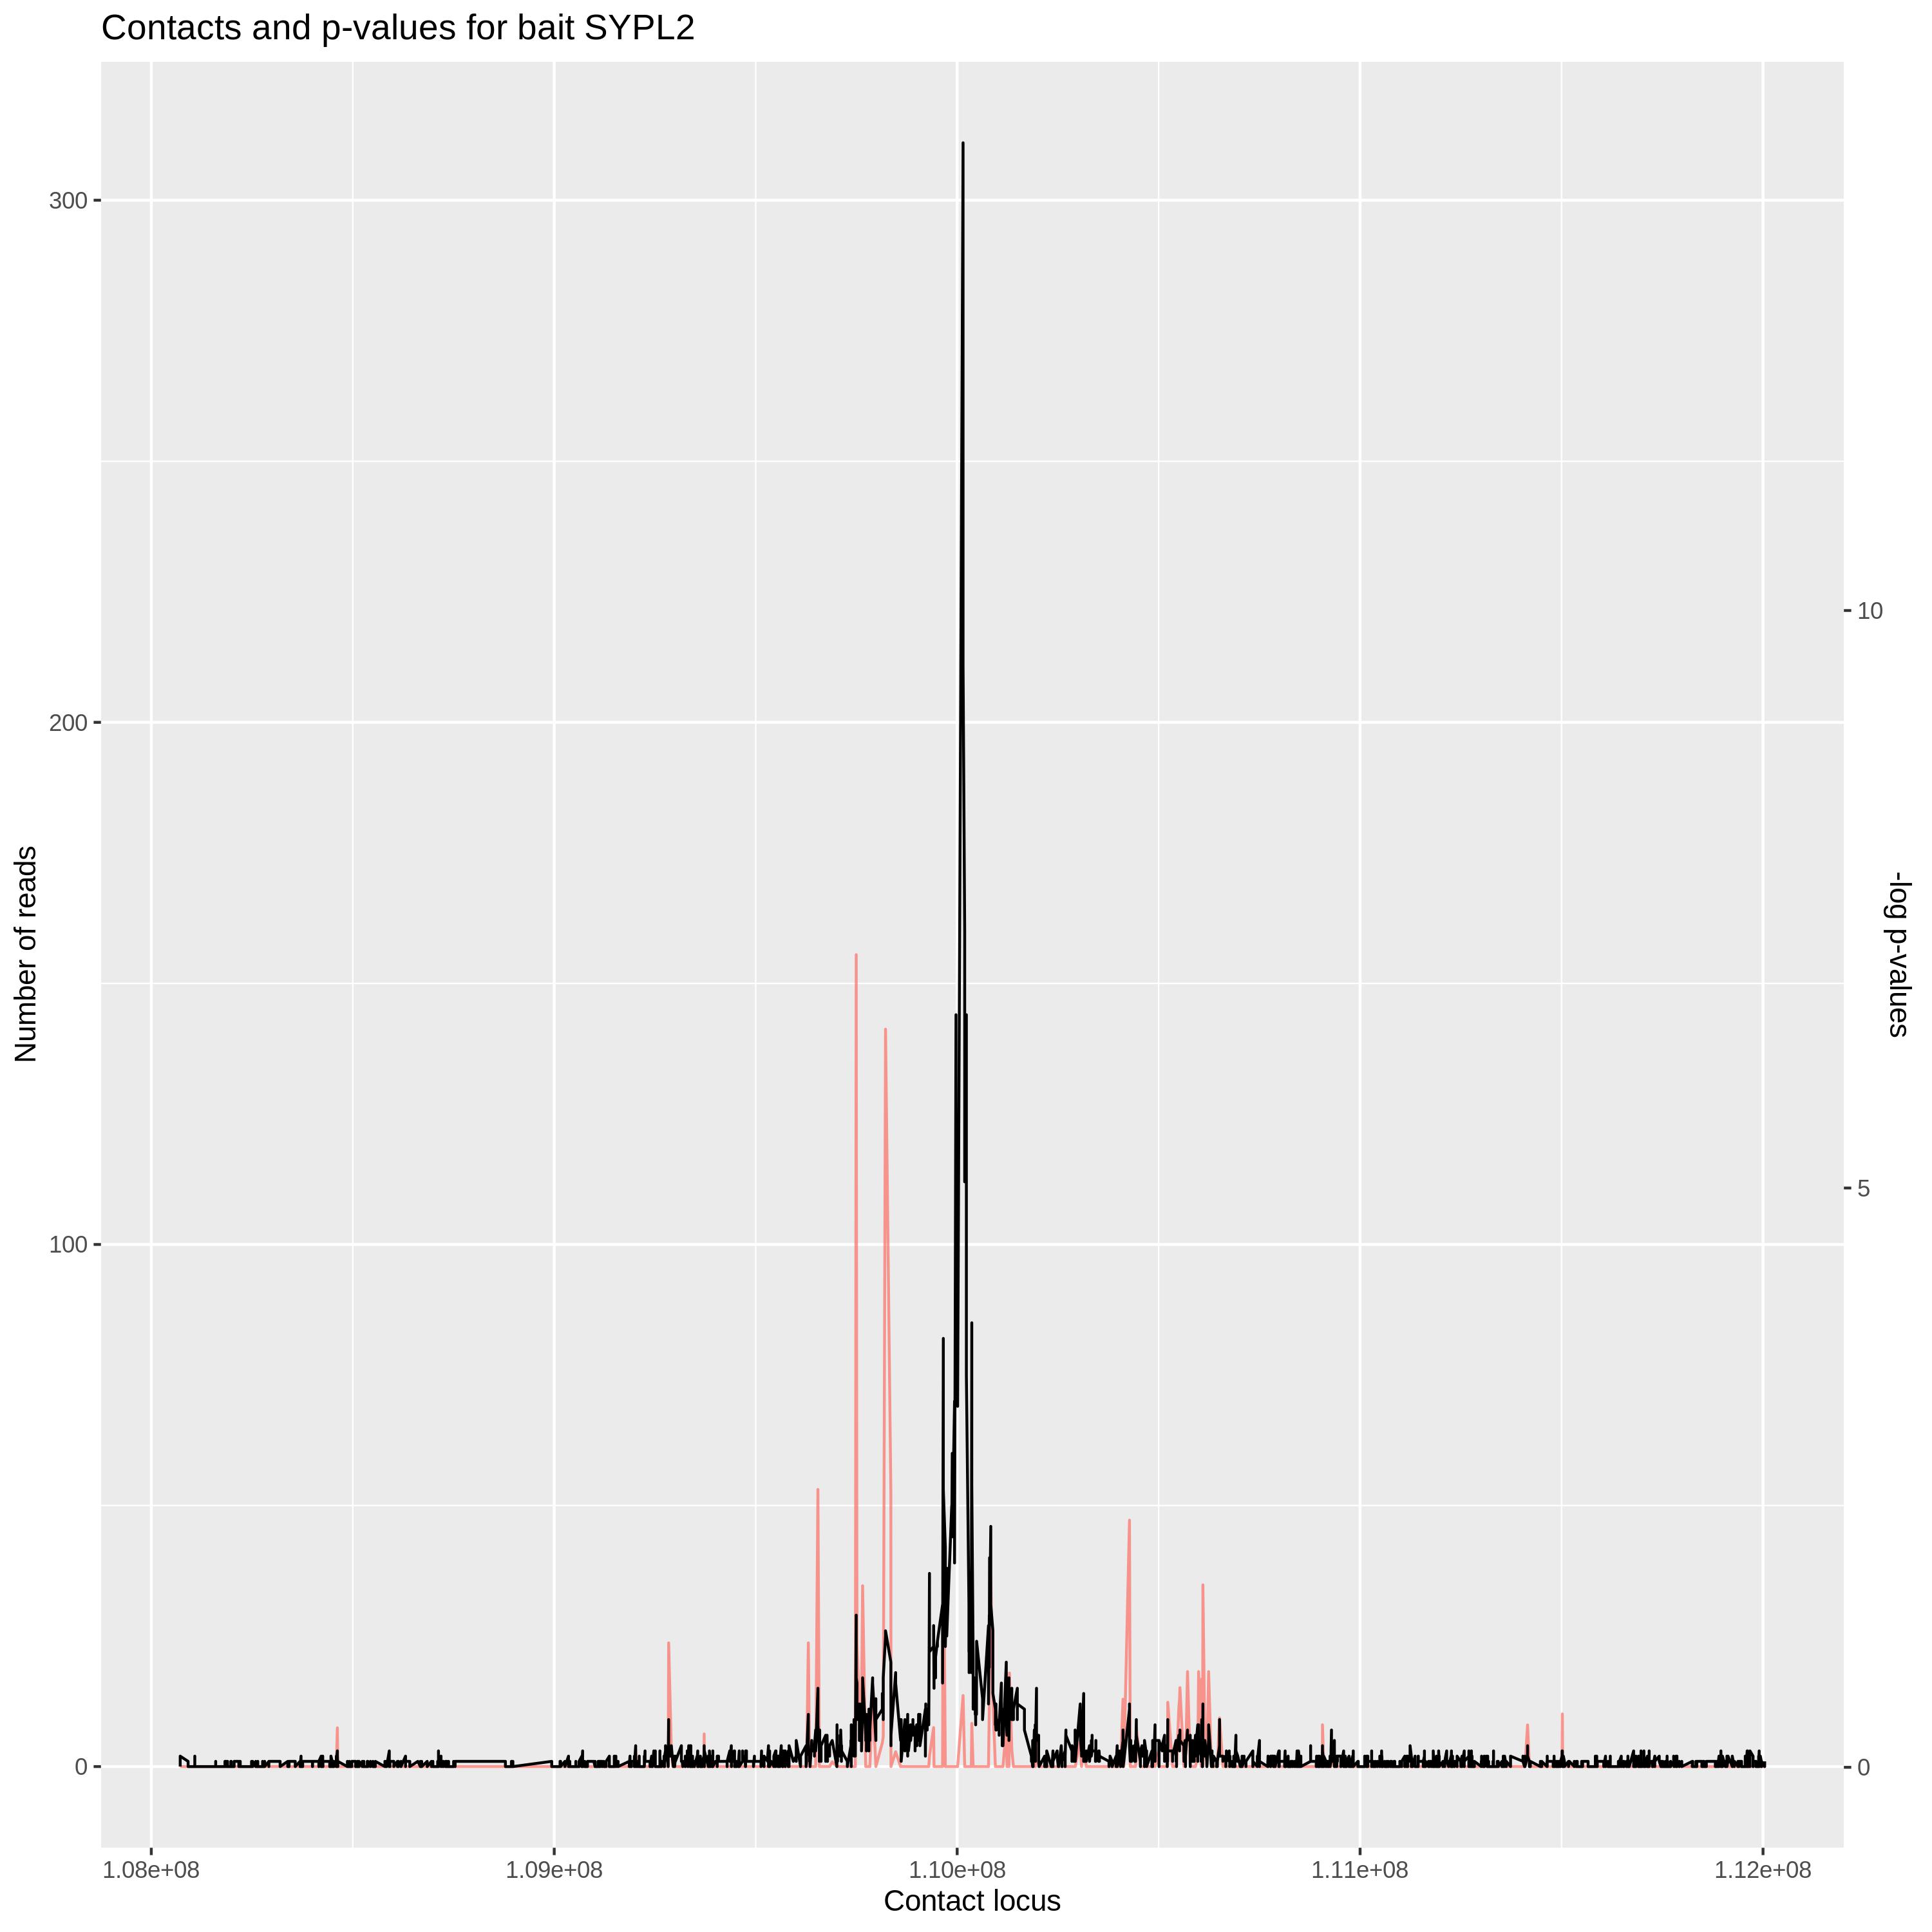 Contacts and p-values for bait SYPL2
300
200
100
0
Number of reads
10
5
0
-log p-values
1.08e+08
1.09e+08
1.10e+08
1.11e+08
1.12e+08
Contact locus